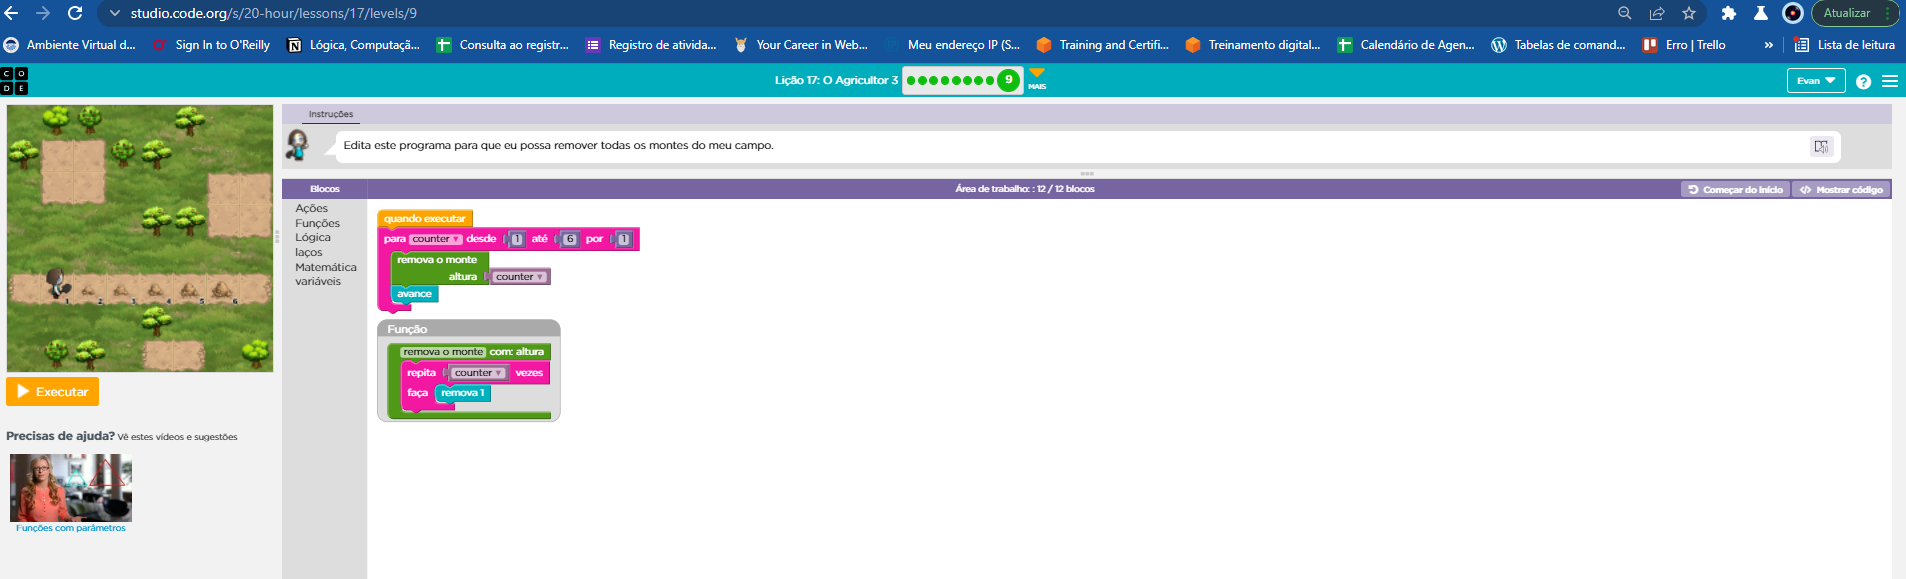 studio.code.org/s/20-hour/lessons/17/levels/9
Atualizar
Ambiente Virtual d...
Sign In to O'Reilly
Lógica, Computaçã...
Consulta ao registr...
Registro de ativida...
Your Career in Web...
Meu endereço IP (S...
Training and Certifi...
Treinamento digital...
Calendário de Agen...
Tabelas de comand...
Erro | Trello
»
Lista de leitura
C O
D E
Lição 17: O Agricultor 3
9
MAIS
Evan
?
Instruções
Edita este programa para que eu possa remover todas os montes do meu campo.
Blocos
Área de trabalho: : 12 / 12 blocos
Começar do início
</> Mostrar código
Ações
Funções
Lógica
laços
Matemática
variáveis
quando executar
para counter desde 1 até 6 por 1
remova o monte
altura counter
avance
Função
remova o monte com: altura
repita counter vezes
faça remova 1
1 2 3 4 5 6
Executar
Precisas de ajuda? Vê estes vídeos e sugestões
Funções com parâmetros